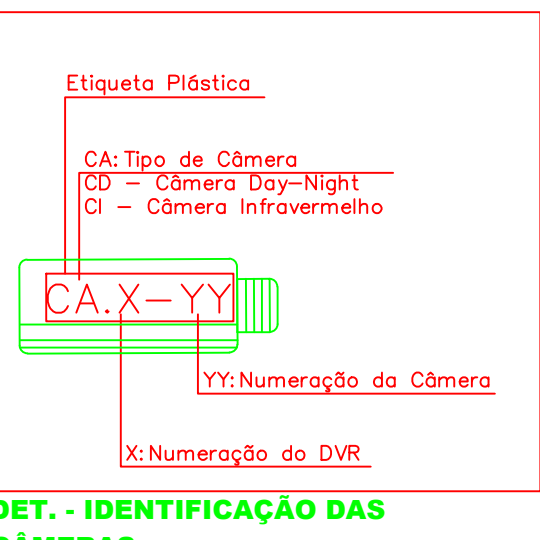 Etiqueta Plástica
CA: Tipo de Câmera
CD – Câmera Day–Night
CI – Câmera Infravermelho
CA.X–YY
YY: Numeração da Câmera
X: Numeração do DVR
DET. - IDENTIFICAÇÃO DAS
CÂMERAS